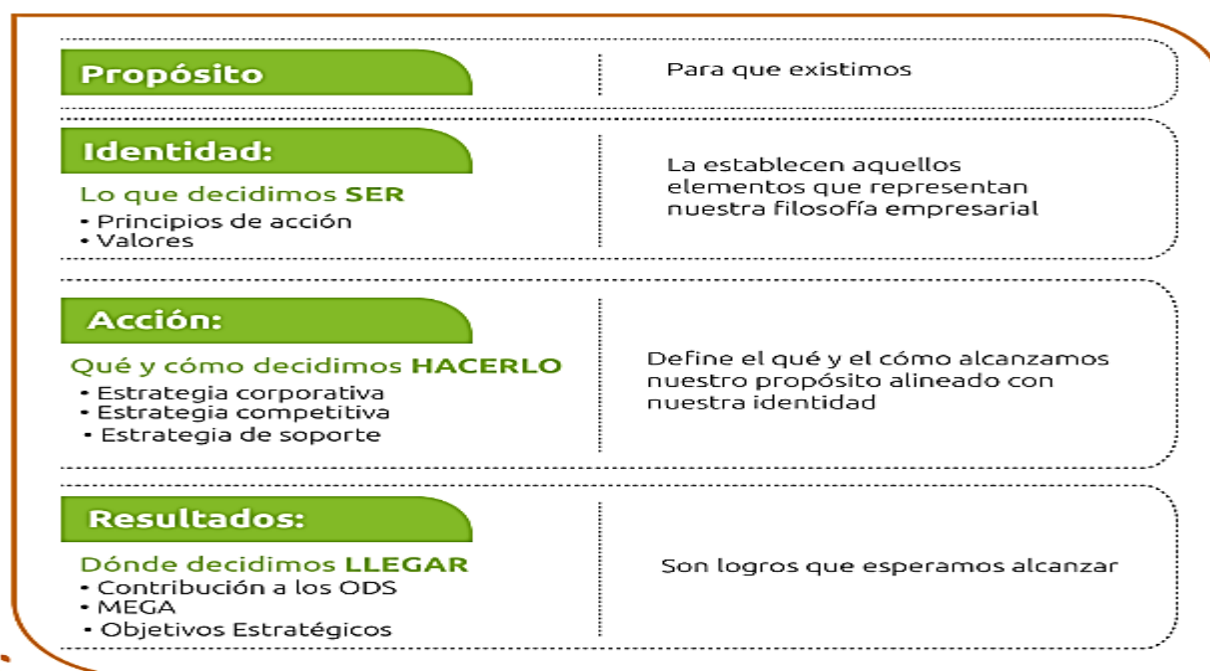 Propósito
Para que existimos
Identidad:
Lo que decidimos SER
• Principios de acción
• Valores
La establecen aquellos
elementos que representan
nuestra filosofía empresarial
Acción:
Qué y cómo decidimos HACERLO
• Estrategia corporativa
• Estrategia competitiva
• Estrategia de soporte
Define el qué y el cómo alcanzamos
nuestro propósito alineado con
nuestra identidad
Resultados:
Dónde decidimos LLEGAR
• Contribución a los ODS
• MEGA
• Objetivos Estratégicos
Son logros que esperamos alcanzar